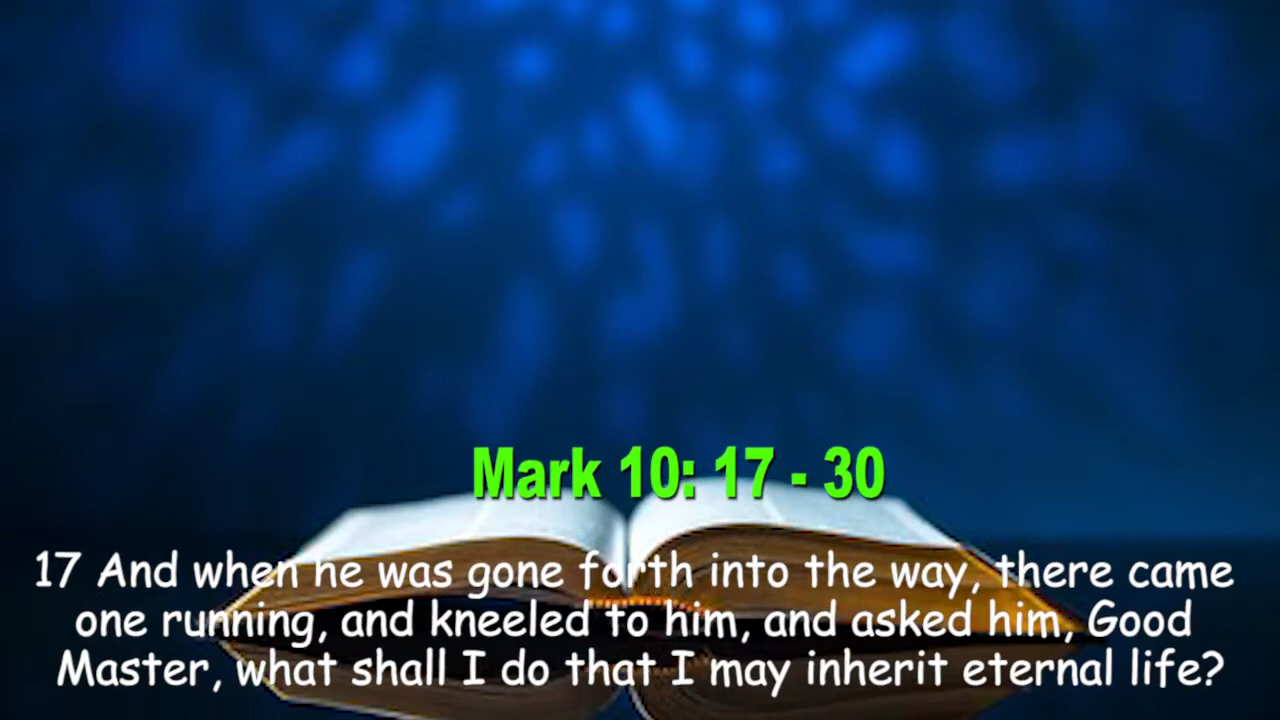 Mark 10: 17 - 30
17 And when he was gone forth into the way, there came
one running, and kneeled to him, and asked him, Good
Master, what shall I do that I may inherit eternal life?